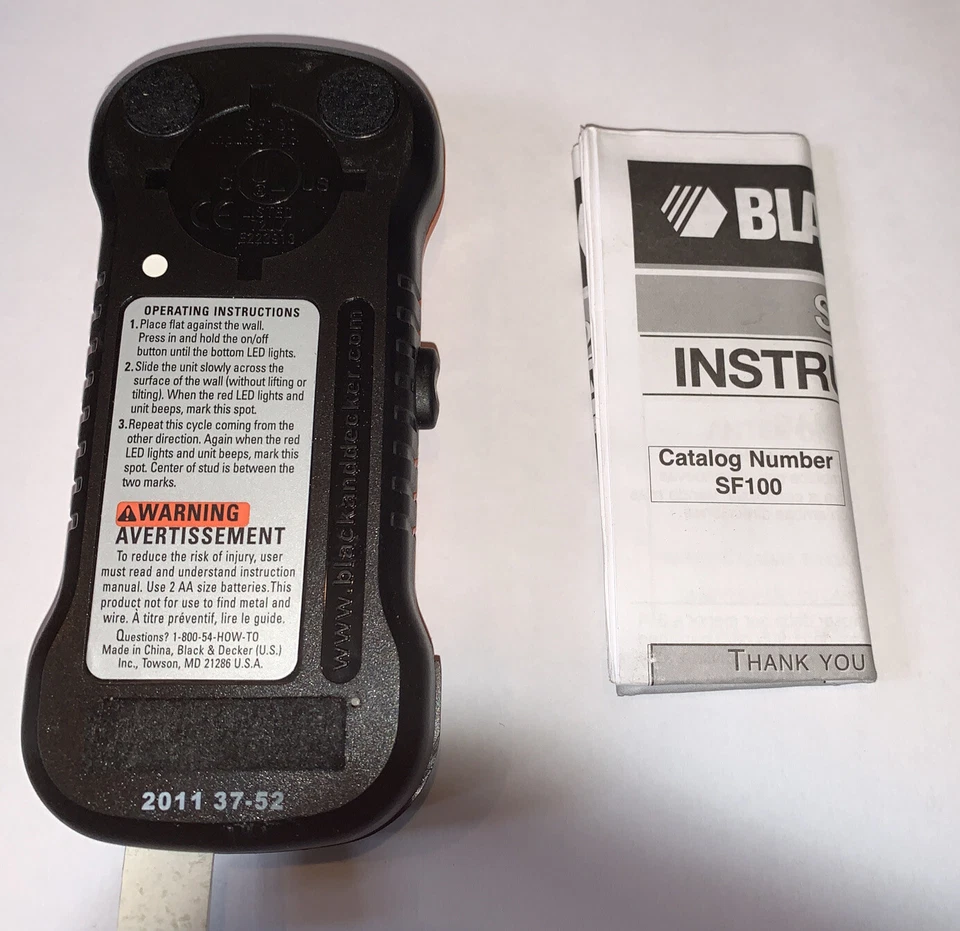 SF100
C UL US
CE
LISTED
E223910
OPERATING INSTRUCTIONS
1. Place flat against the wall.
Press in and hold the on/off
button until the bottom LED lights.
2. Slide the unit slowly across the
surface of the wall (without lifting or
tilting). When the red LED lights and
unit beeps, mark this spot.
3. Repeat this cycle coming from the
other direction. Again when the red
LED lights and unit beeps, mark this
spot. Center of stud is between the
two marks.
WARNING
AVERTISSEMENT
To reduce the risk of injury, user
must read and understand instruction
manual. Use 2 AA size batteries.This
product not for use to find metal and
wire. À titre préventif, lire le guide.
Questions? 1-800-54-HOW-TO
Made in China, Black & Decker (U.S.)
Inc., Towson, MD 21286 U.S.A.
www.blackanddecker.com
2011 37-52
BLA
S
INSTRU
Catalog Number
SF100
THANK YOU